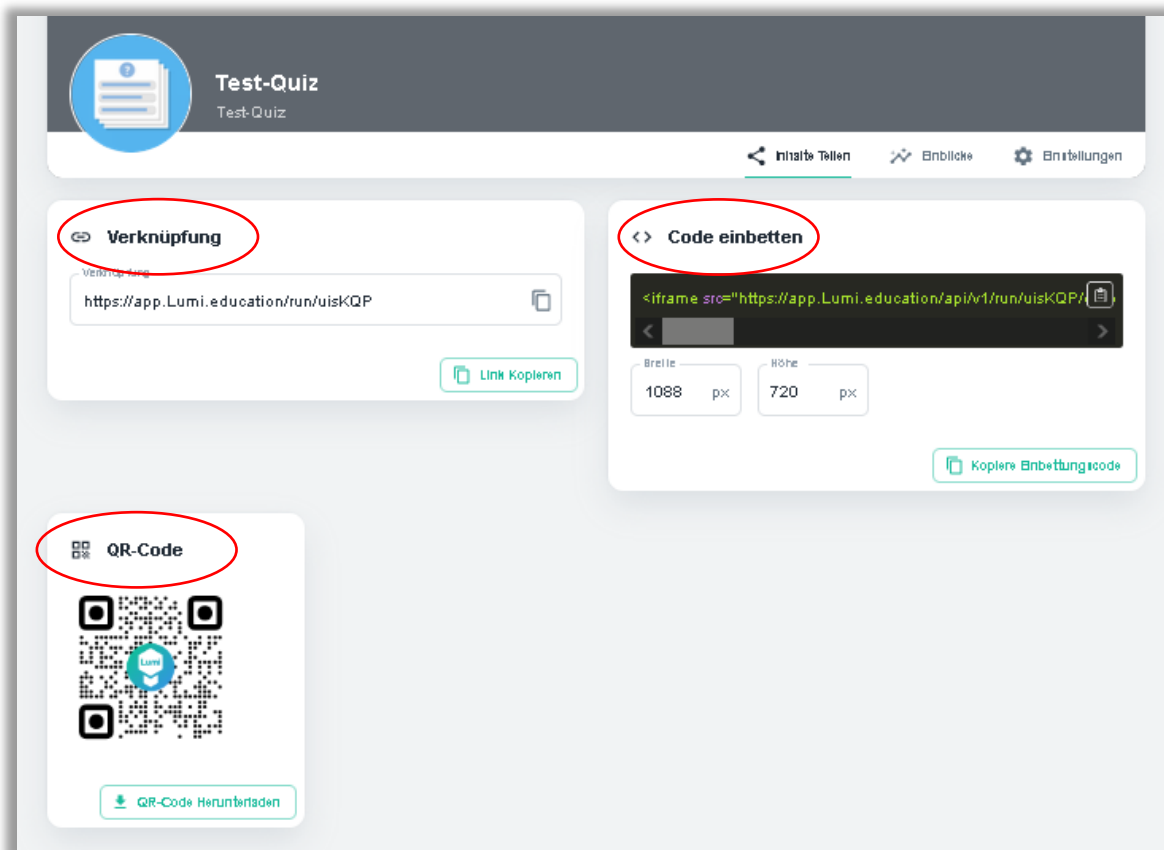 Test-Quiz
Test-Quiz
Inhalte Teilen
Einblicke
Einstellungen
Verknüpfung
Verknüpfung
https://app.Lumi.education/run/uisKQP
Link Kopieren
Code einbetten
<iframe src="https://app.Lumi.education/api/v1/run/uisKQP/
Breite
1088 px
Höhe
720 px
Kopiere Einbettungscode
QR-Code
Lumi
QR-Code Herunterladen